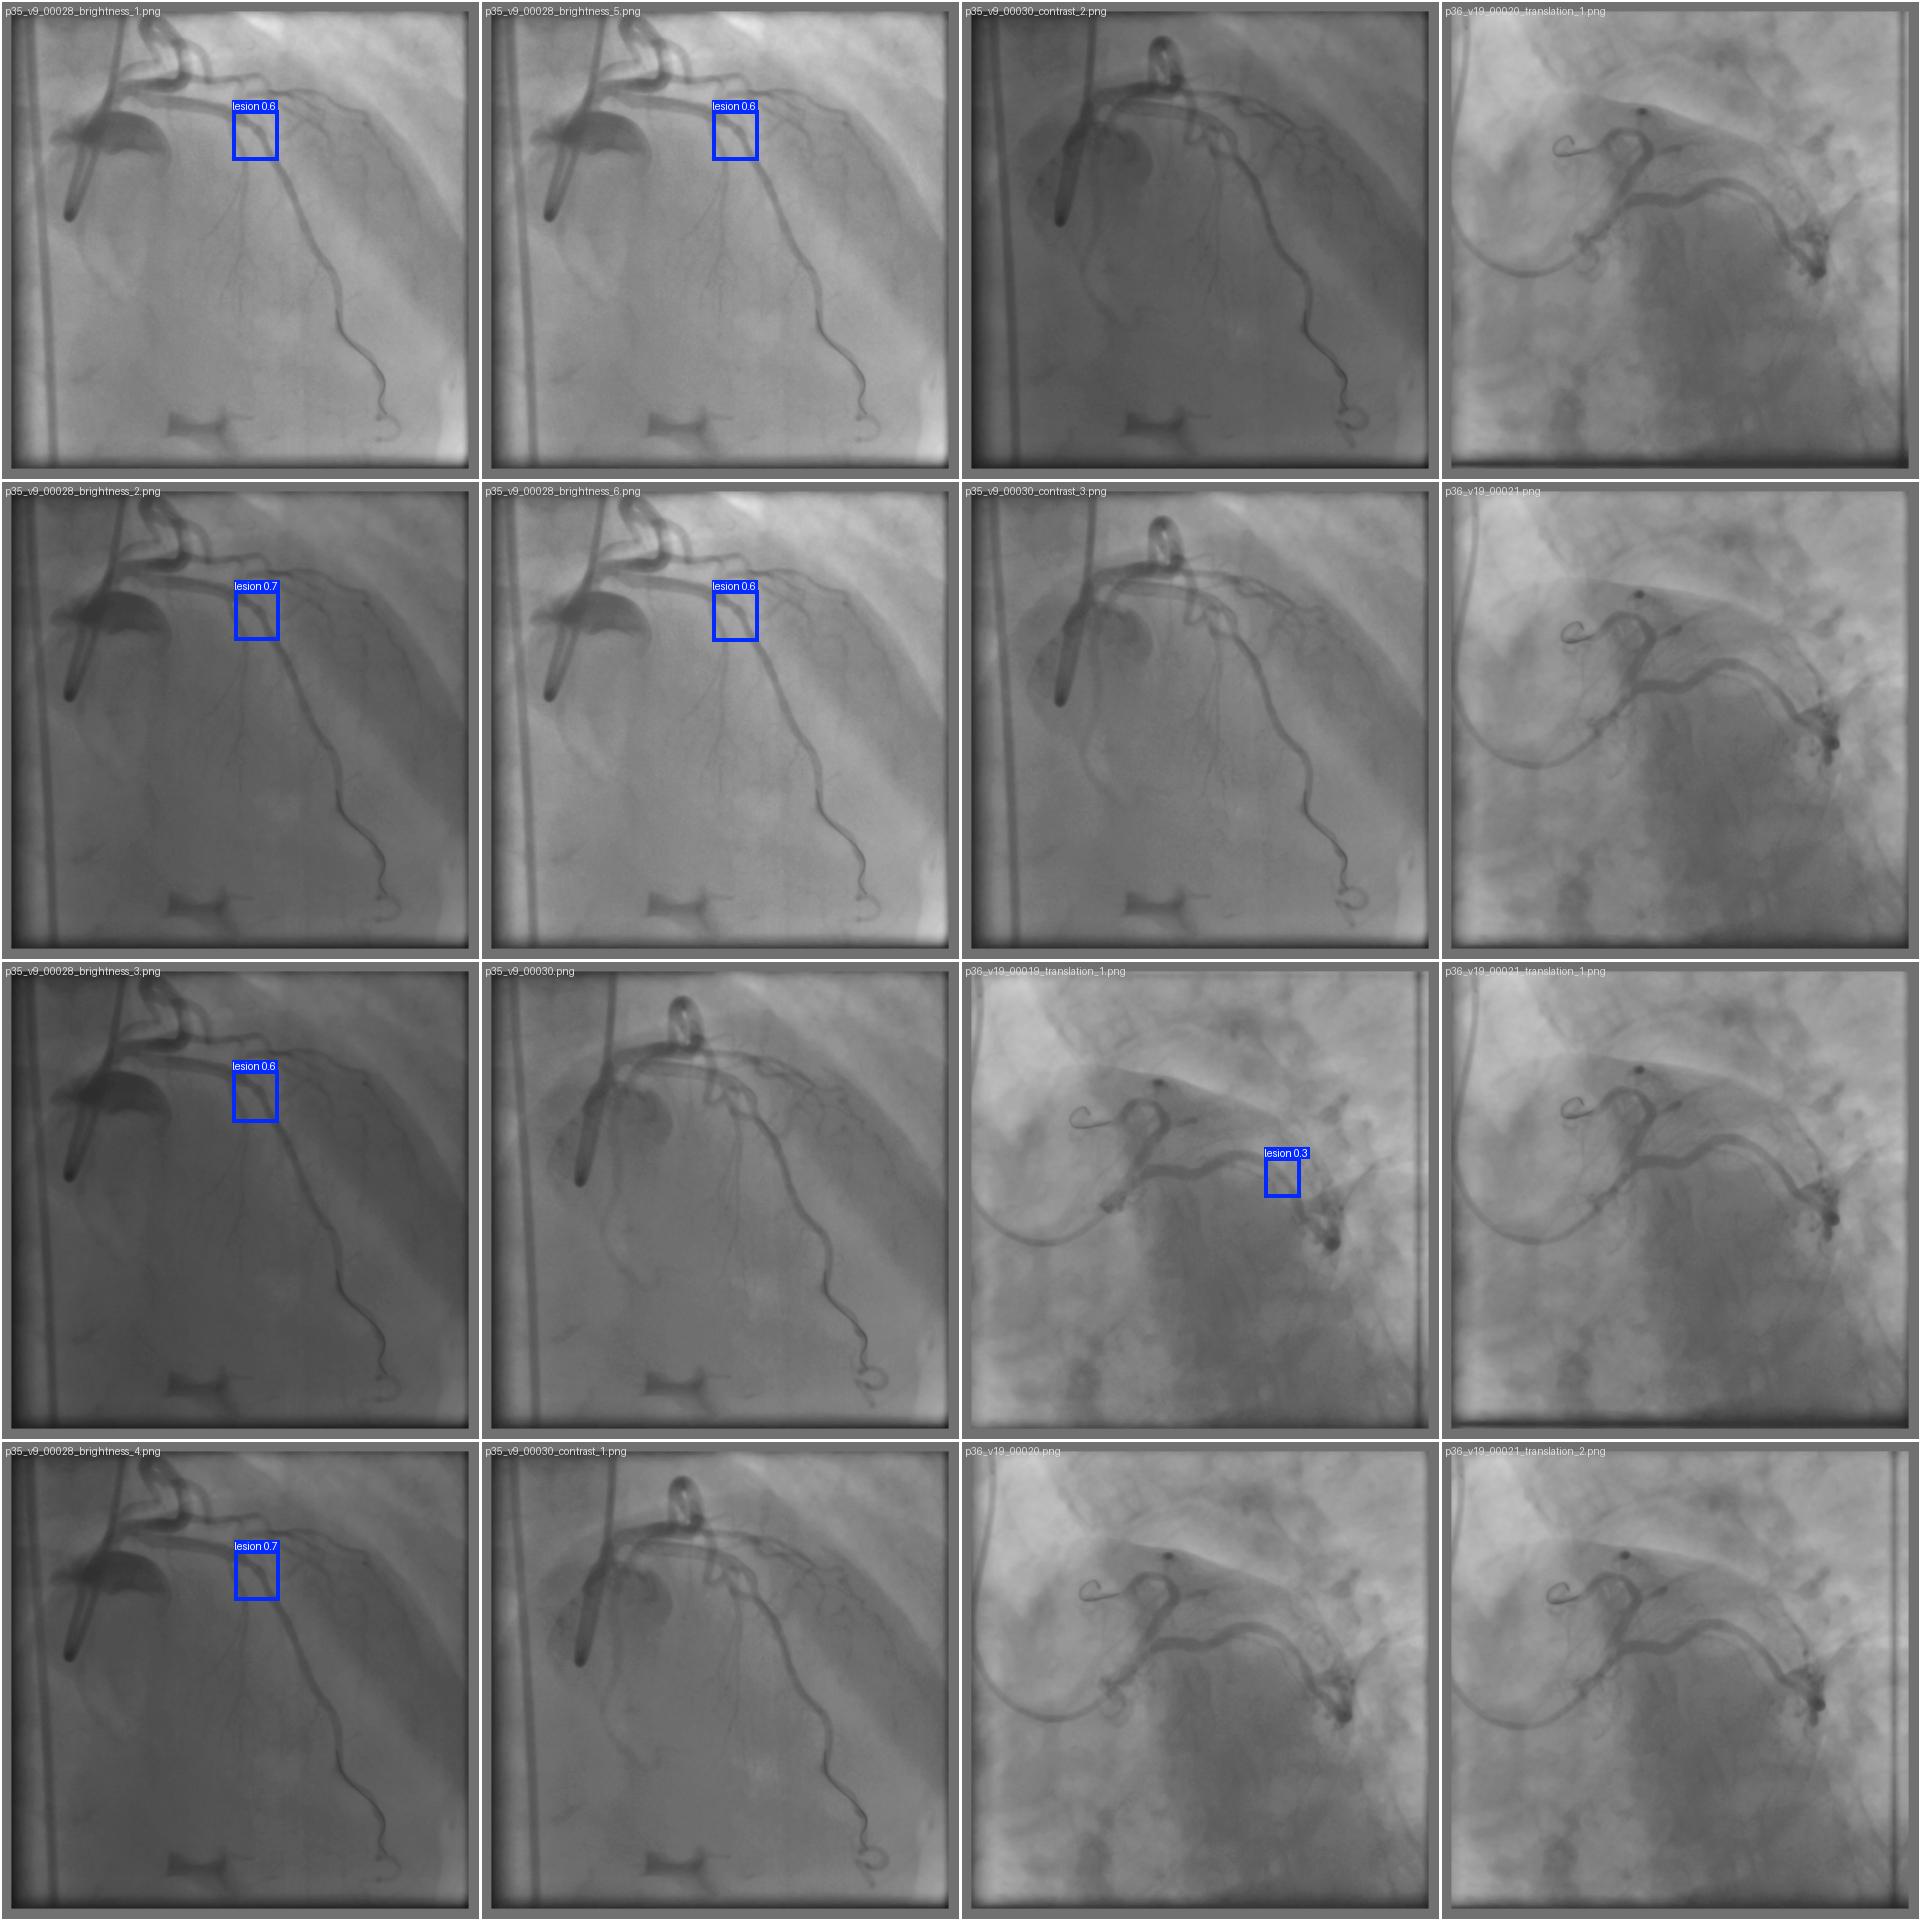 p35_v9_00028_brightness_1.png
lesion 0.6
p35_v9_00028_brightness_5.png
lesion 0.6
p35_v9_00030_contrast_2.png
p36_v19_00020_translation_1.png
p35_v9_00028_brightness_2.png
lesion 0.7
p35_v9_00028_brightness_6.png
lesion 0.6
p35_v9_00030_contrast_3.png
p36_v19_00021.png
p35_v9_00028_brightness_3.png
lesion 0.6
p35_v9_00030.png
p36_v19_00019_translation_1.png
lesion 0.3
p36_v19_00021_translation_1.png
p35_v9_00028_brightness_4.png
lesion 0.7
p35_v9_00030_contrast_1.png
p36_v19_00020.png
p36_v19_00021_translation_2.png